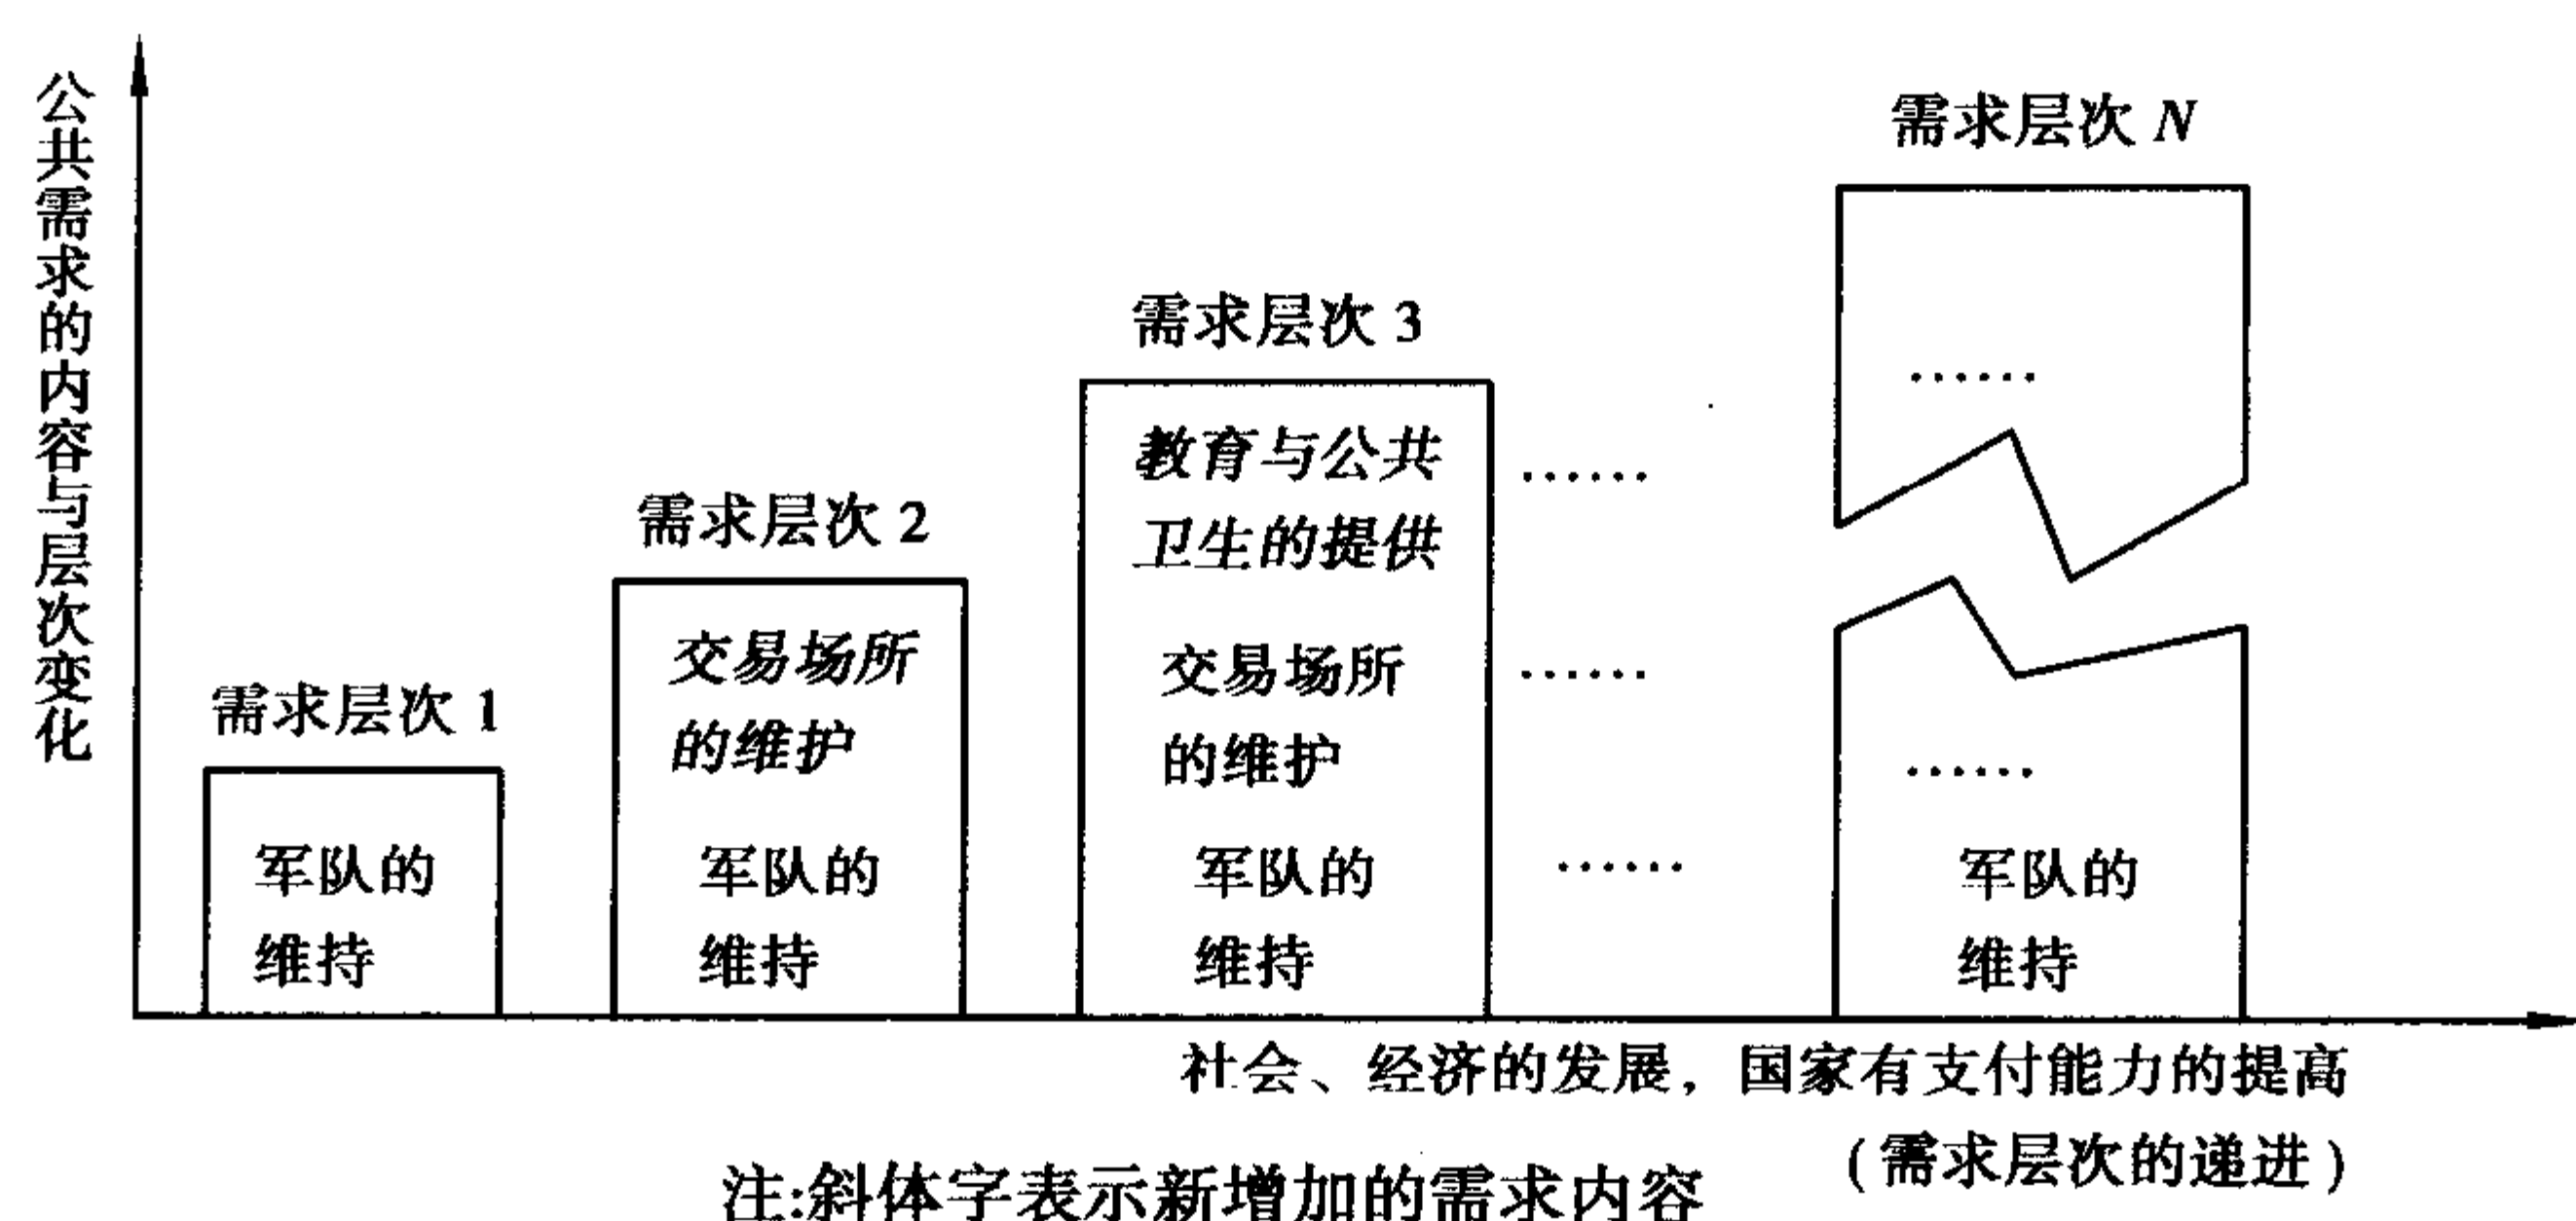 公共需求的内容与层次变化
需求层次 1
军队的
维持
需求层次 2
交易场所
的维护
军队的
维持
需求层次 3
教育与公共
卫生的提供
交易场所
的维护
军队的
维持
……
……
……
需求层次 N
……
……
军队的
维持
社会、经济的发展，国家有支付能力的提高
（需求层次的递进）
注:斜体字表示新增加的需求内容